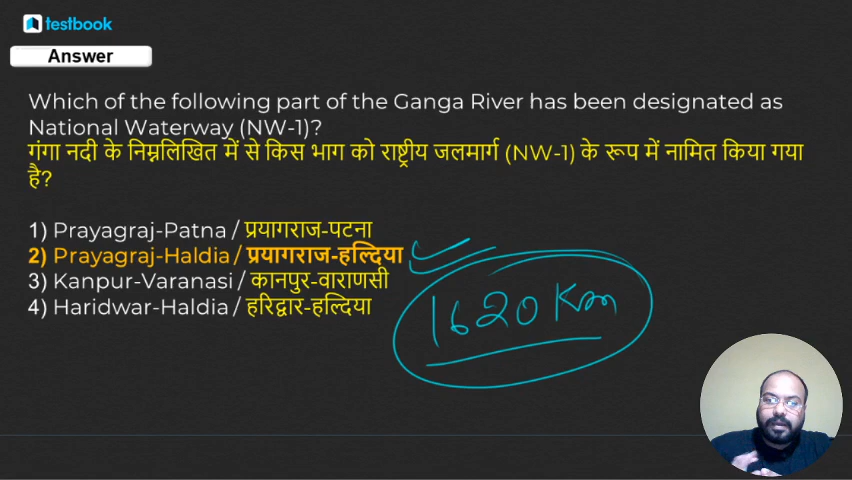 testbook
Answer
Which of the following part of the Ganga River has been designated as
National Waterway (NW-1)?
गंगा नदी के निम्नलिखित में से किस भाग को राष्ट्रीय जलमार्ग (NW-1) के रूप में नामित किया गया
है?
1) Prayagraj-Patna / प्रयागराज-पटना
2) Prayagraj-Haldia / प्रयागराज-हल्दिया
3) Kanpur-Varanasi / कानपुर-वाराणसी
4) Haridwar-Haldia / हरिद्वार-हल्दिया
1620 Km